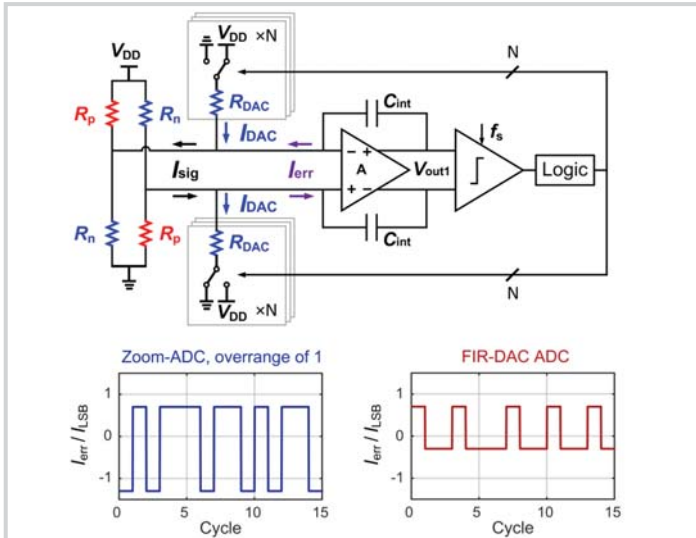 V_DD ×N
V_DD
R_p R_n
R_DAC
N
C_int
I_DAC
f_s
I_sig I_err
− +
A
+ −
V_out1
Logic
I_DAC
R_n R_p
R_DAC
C_int
N
V_DD ×N
Zoom-ADC, overrange of 1
FIR-DAC ADC
I_err / I_LSB
1
0
-1
0 5 10 15
Cycle
I_err / I_LSB
1
0
-1
0 5 10 15
Cycle